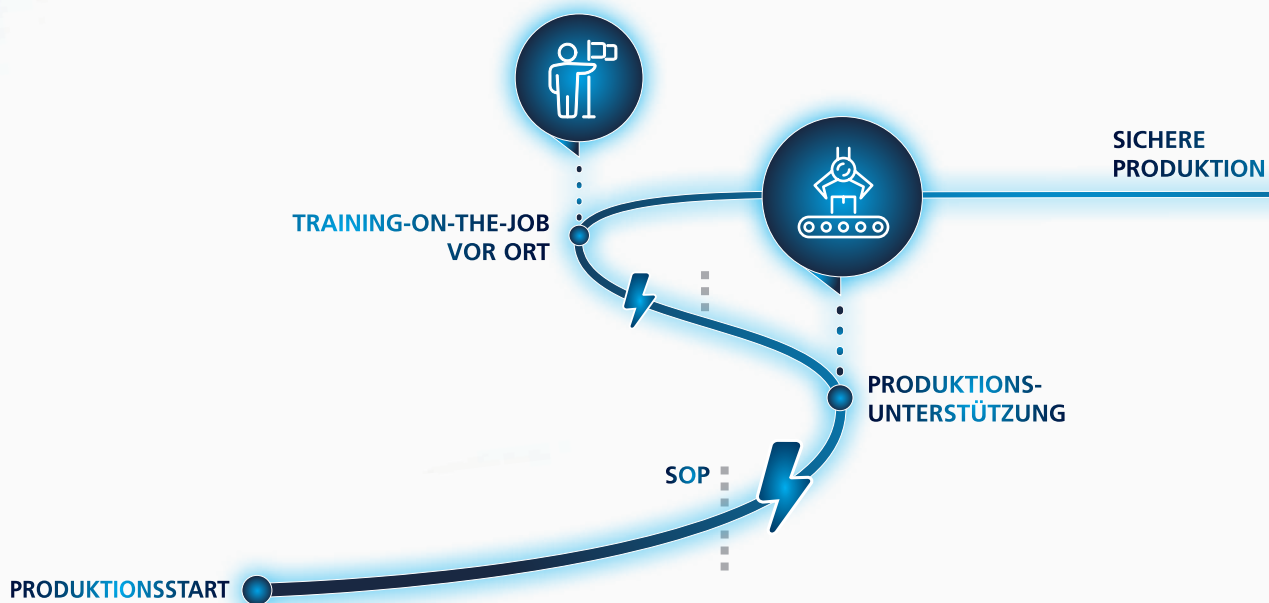 SICHERE
PRODUKTION
TRAINING-ON-THE-JOB
VOR ORT
PRODUKTIONS-
UNTERSTÜTZUNG
SOP
PRODUKTIONSSTART